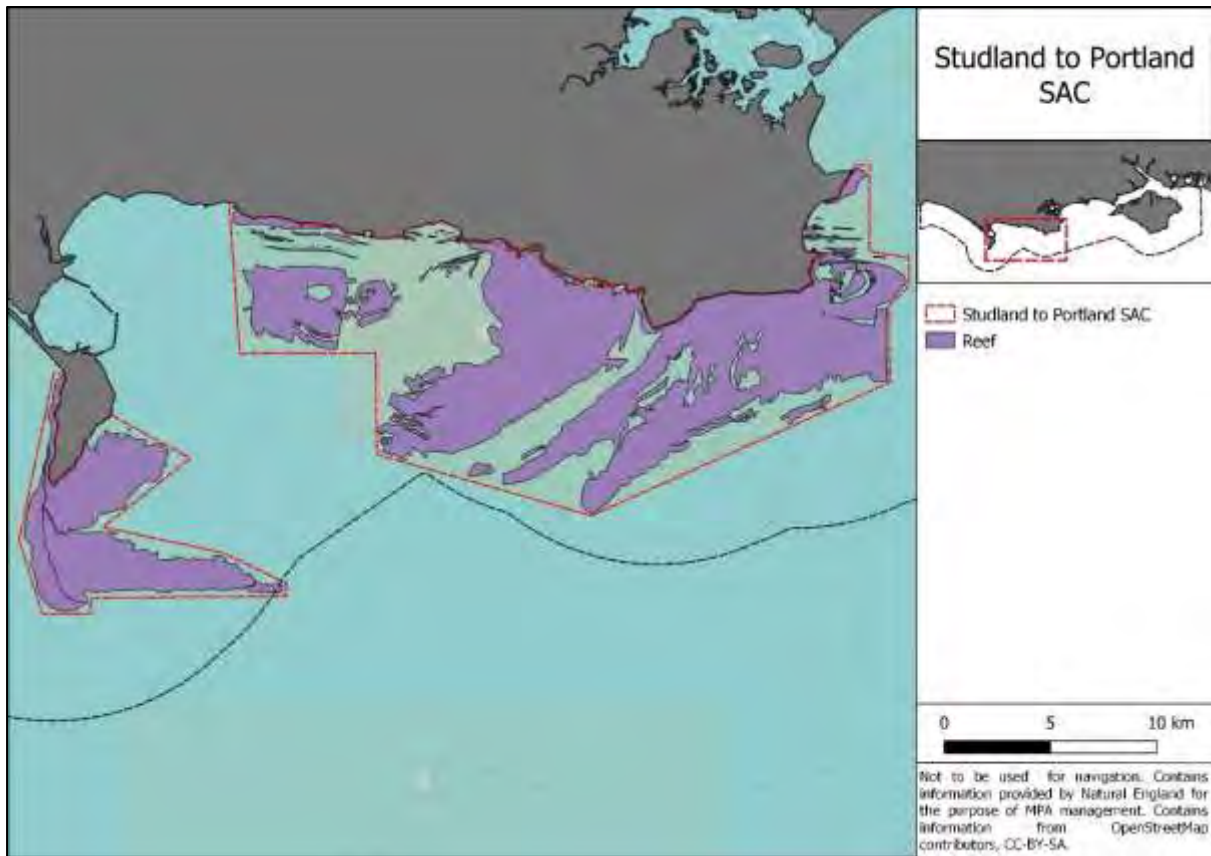 Studland to Portland
SAC
Studland to Portland SAC
Reef
0 5 10 km
Not to be used for navigation. Contains
information provided by Natural England for
the purpose of MPA management. Contains
information from OpenStreetMap
contributors, CC-BY-SA.